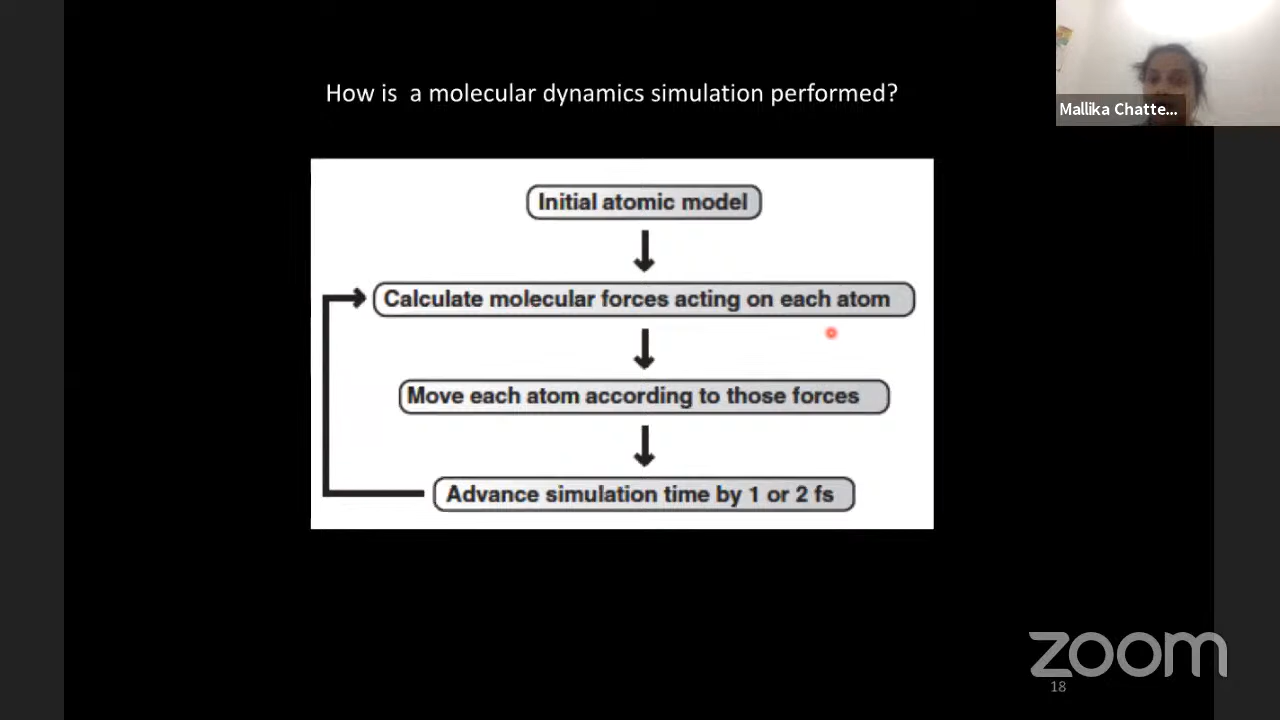 How is  a molecular dynamics simulation performed?
Mallika Chatte...
Initial atomic model
Calculate molecular forces acting on each atom
Move each atom according to those forces
Advance simulation time by 1 or 2 fs
zoom
18